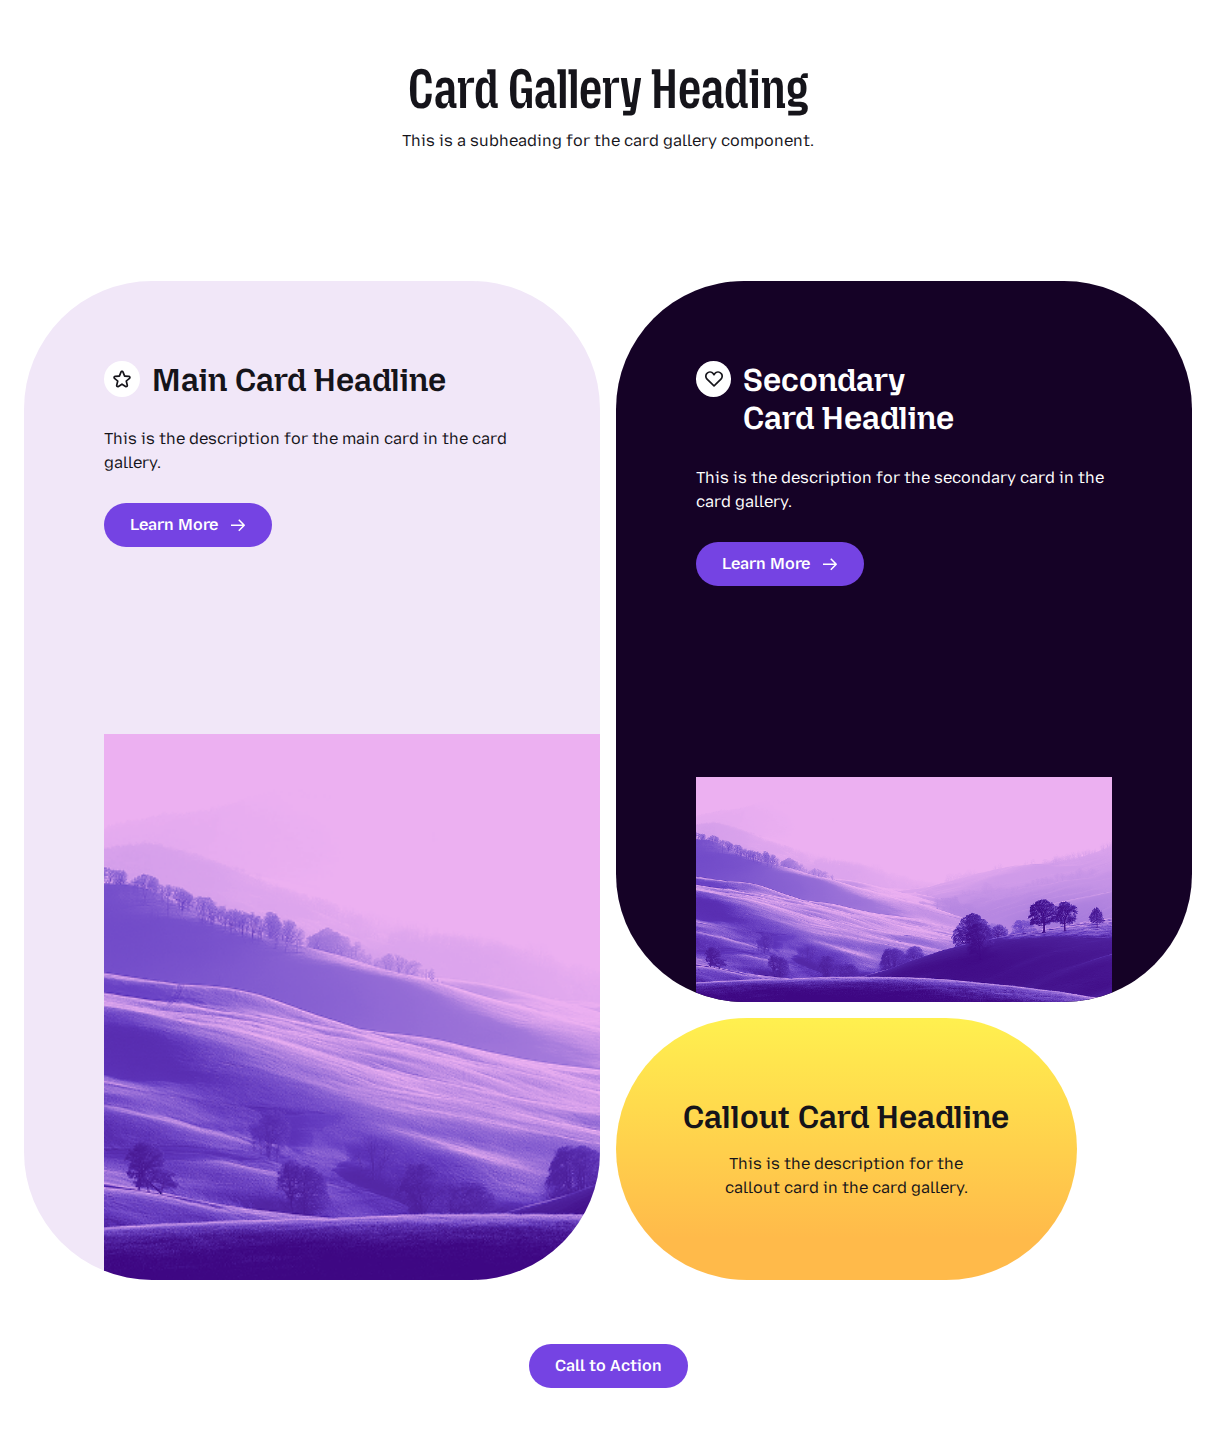 Card Gallery Heading
This is a subheading for the card gallery component.
Main Card Headline
This is the description for the main card in the card
gallery.
Learn More
Secondary
Card Headline
This is the description for the secondary card in the
card gallery.
Learn More
Callout Card Headline
This is the description for the
callout card in the card gallery.
Call to Action